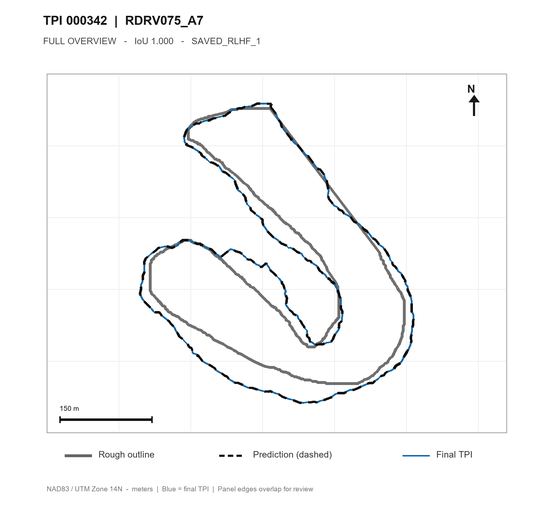 TPI 000342 | RDRV075_A7
FULL OVERVIEW - IoU 1.000 - SAVED_RLHF_1
N
150 m
Rough outline
Prediction (dashed)
Final TPI
NAD83 / UTM Zone 14N - meters | Blue = final TPI | Panel edges overlap for review